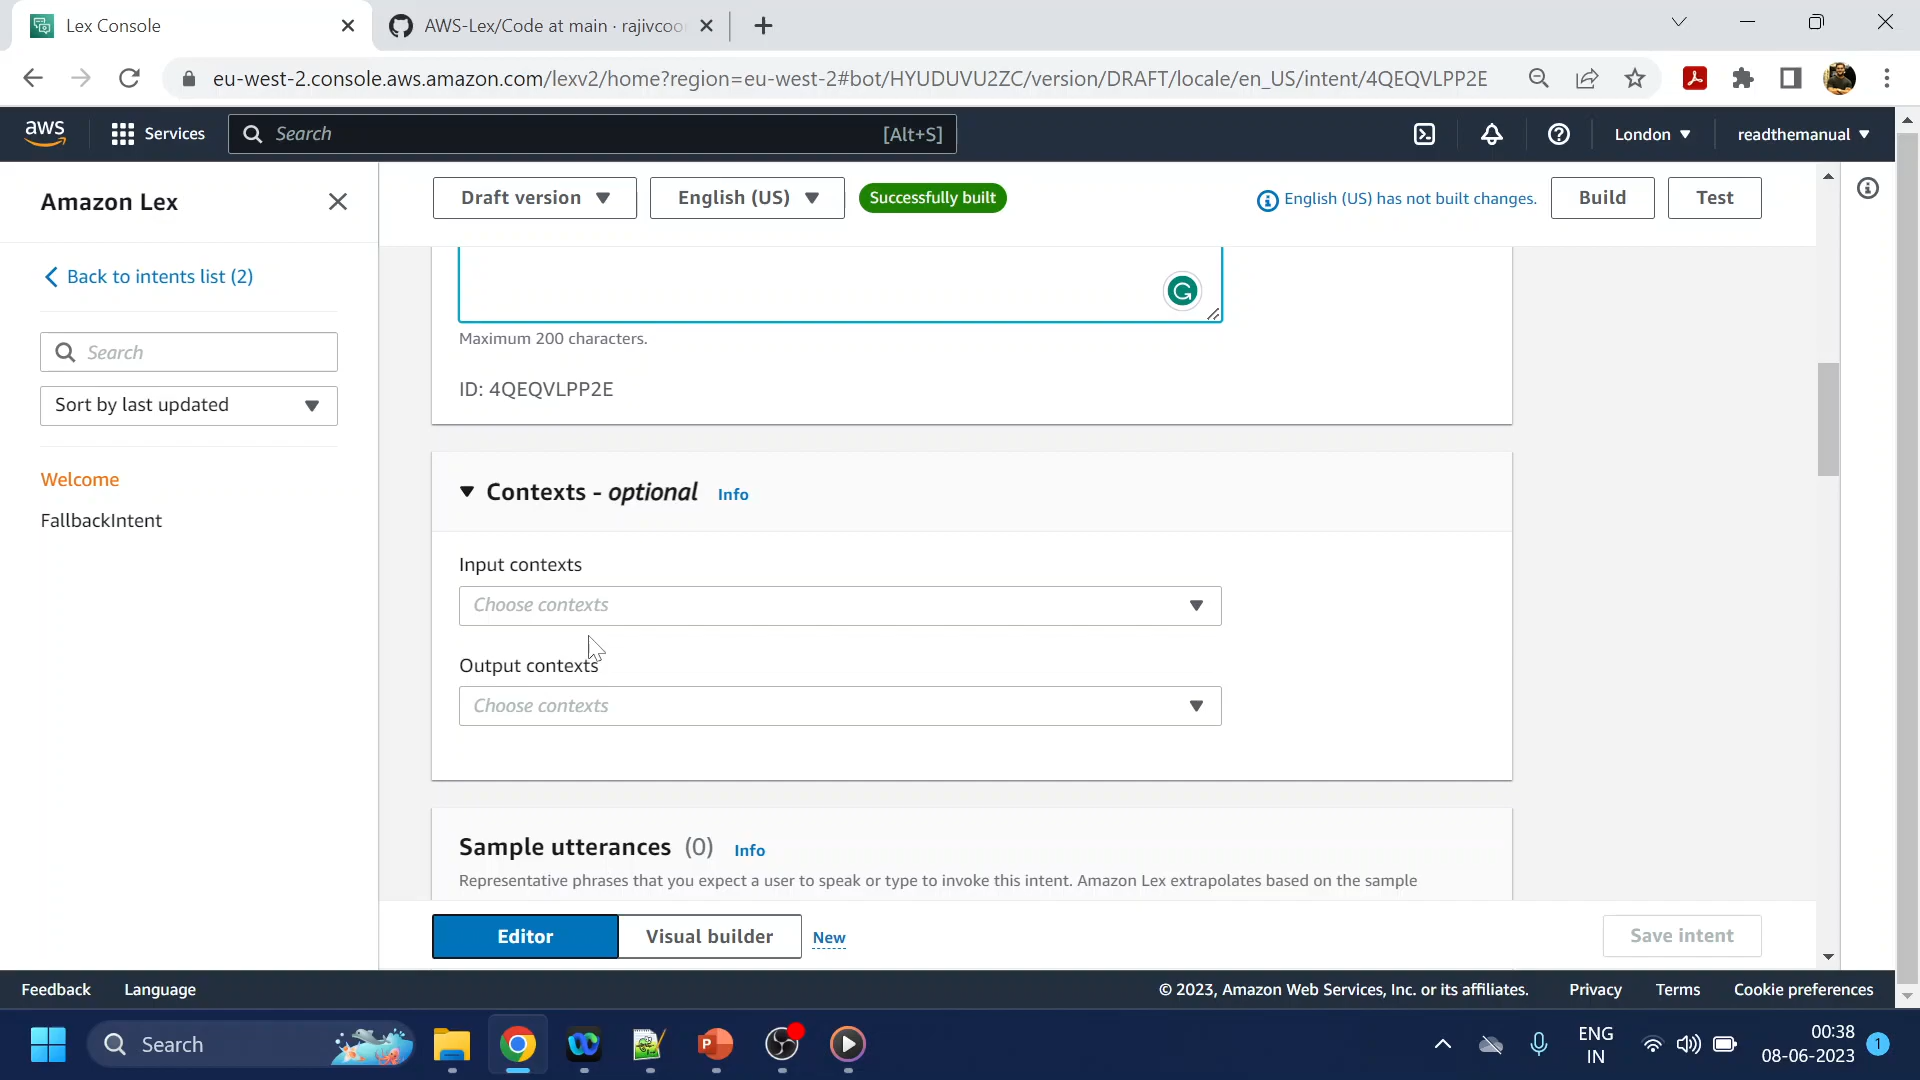 Lex Console
AWS-Lex/Code at main · rajivcoo
eu-west-2.console.aws.amazon.com/lexv2/home?region=eu-west-2#bot/HYUDUVU2ZC/version/DRAFT/locale/en_US/intent/4QEQVLPP2E
aws
Services
Search
[Alt+S]
London
readthemanual
Amazon Lex
Draft version
English (US)
Successfully built
English (US) has not built changes.
Build
Test
Back to intents list (2)
Search
Sort by last updated
Welcome
FallbackIntent
Maximum 200 characters.
ID: 4QEQVLPP2E
Contexts - optional Info
Input contexts
Choose contexts
Output contexts
Choose contexts
Sample utterances (0) Info
Representative phrases that you expect a user to speak or type to invoke this intent. Amazon Lex extrapolates based on the sample
Editor
Visual builder
New
Save intent
Feedback
Language
© 2023, Amazon Web Services, Inc. or its affiliates.
Privacy
Terms
Cookie preferences
Search
ENG
IN
00:38
08-06-2023
1